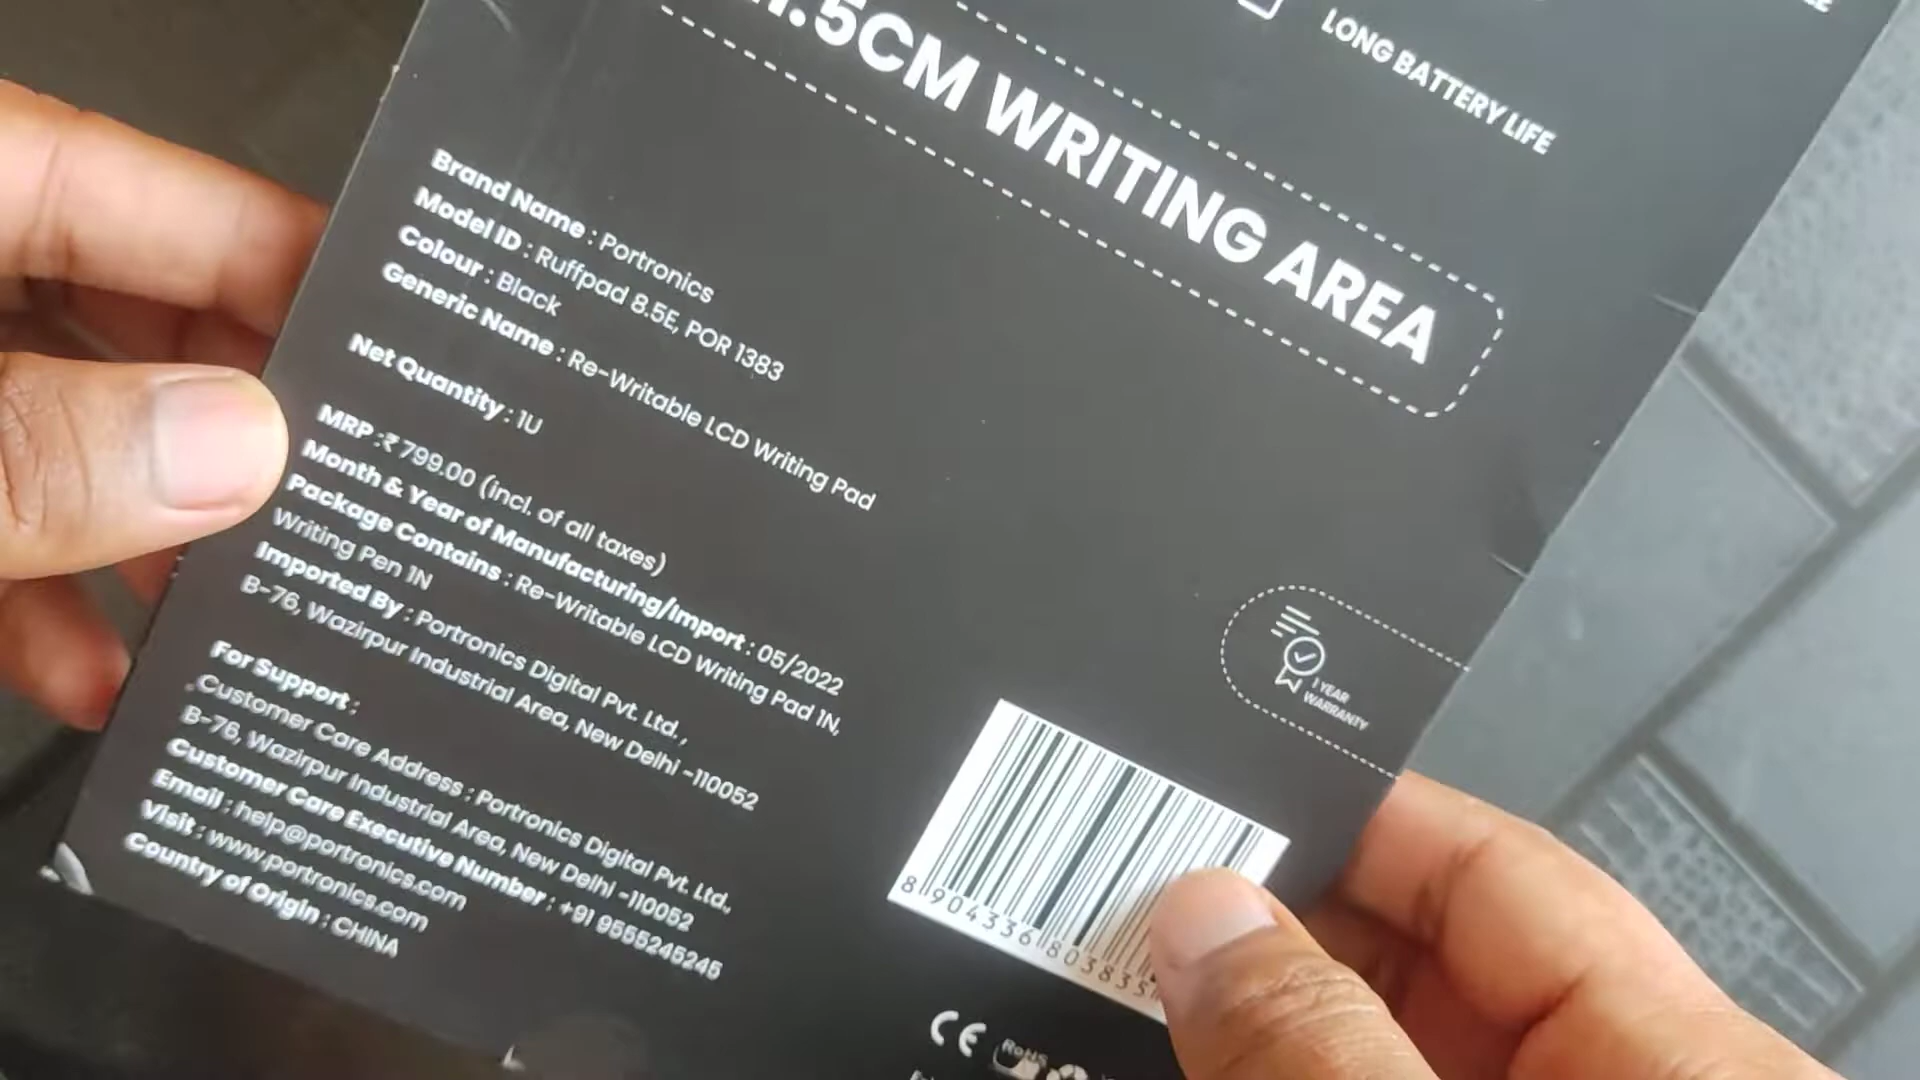 LONG BATTERY LIFE
.5CM WRITING AREA
Brand Name : Portronics
Model ID : Ruffpad 8.5E, POR 1383
Colour : Black
Generic Name : Re-Writable LCD Writing Pad
Net Quantity : 1U
MRP :₹ 799.00 (incl. of all taxes)
Month & Year of Manufacturing/Import : 05/2022
Package Contains : Re-Writable LCD Writing Pad 1N,
Writing Pen 1N
Imported By : Portronics Digital Pvt. Ltd. ,
B-76, Wazirpur Industrial Area, New Delhi -110052
For Support :
Customer Care Address : Portronics Digital Pvt. Ltd.,
B-76, Wazirpur Industrial Area, New Delhi -110052
Customer Care Executive Number : +91 9555245245
Email : help@portronics.com
Visit : www.portronics.com
Country of Origin : CHINA
1 YEAR
WARRANTY
8 904336 803835
CE RoHS